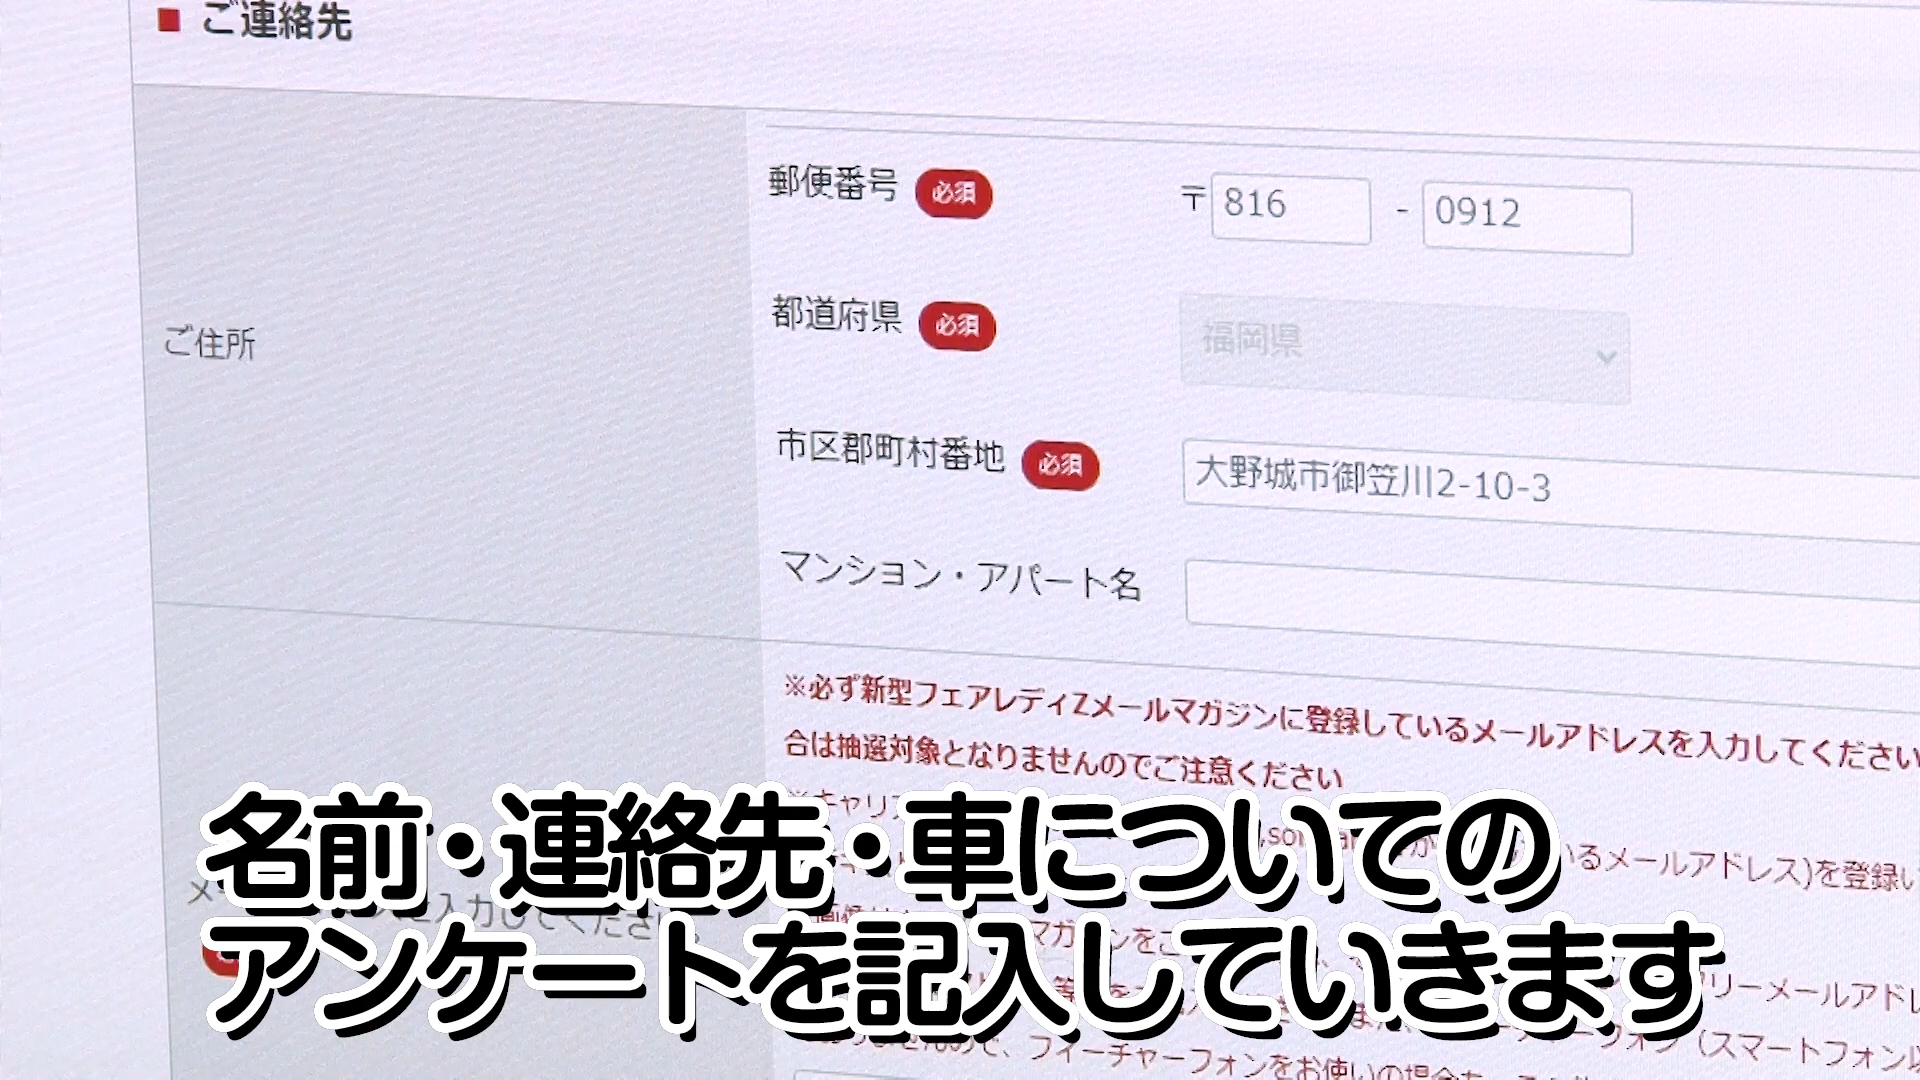 ご連絡先
郵便番号 必須 〒 816 - 0912
都道府県 必須 福岡県
ご住所
市区郡町村番地 必須 大野城市御笠川2-10-3
マンション・アパート名
※必ず新型フェアレディZメールマガジンに登録しているメールアドレスを入力してください
合は抽選対象となりませんのでご注意ください
※キャリア
いるメールアドレス)を登録い
名前・連絡先・車についての
アンケートを記入していきます
リーメールアドレ
フィーチャーフォンをお使いの場合
(スマートフォン以